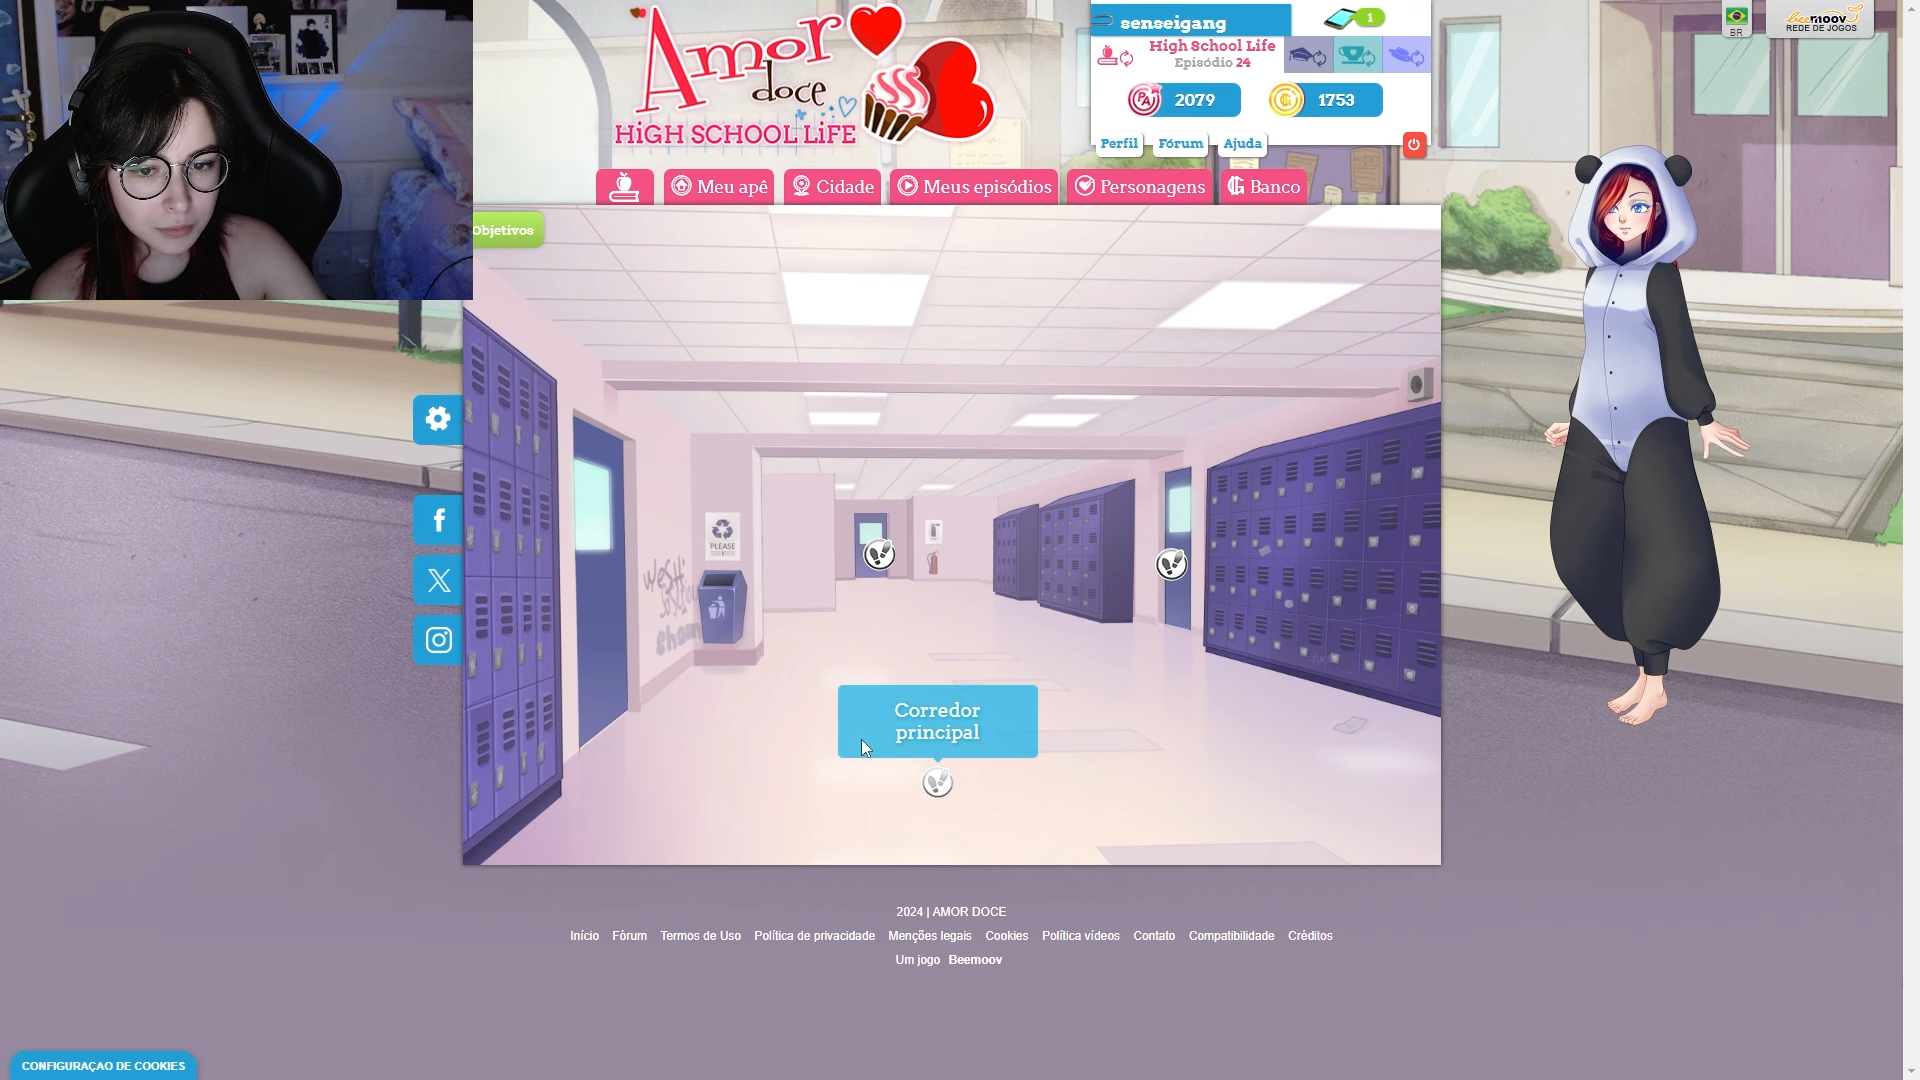 Amor
doce
HiGH SCHOOL LiFE
senseigang
1
High School Life
Episódio 24
PA 2079
1753
Perfil
Fórum
Ajuda
BR
beemoov
REDE DE JOGOS
Meu apê
Cidade
Meus episódios
Personagens
Banco
Objetivos
PLEASE
Corredor
principal
2024 | AMOR DOCE
Início
Fórum
Termos de Uso
Política de privacidade
Menções legais
Cookies
Política vídeos
Contato
Compatibilidade
Créditos
Um jogo Beemoov
CONFIGURAÇAO DE COOKIES